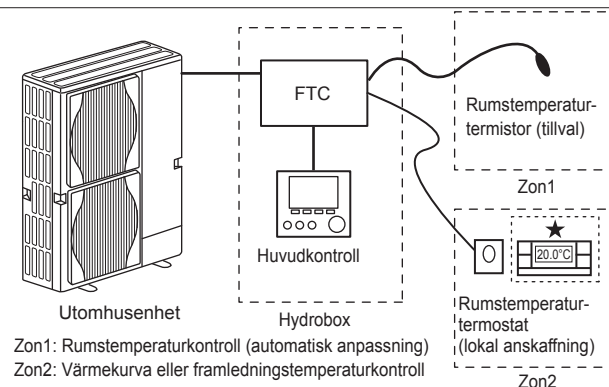 FTC
Rumstemperatur-
termistor (tillval)
Zon1
Huvudkontroll
★
20.0°C
Utomhusenhet
Hydrobox
Rumstemperatur-
termostat
(lokal anskaffning)
Zon1: Rumstemperaturkontroll (automatisk anpassning)
Zon2: Värmekurva eller framledningstemperaturkontroll
Zon2